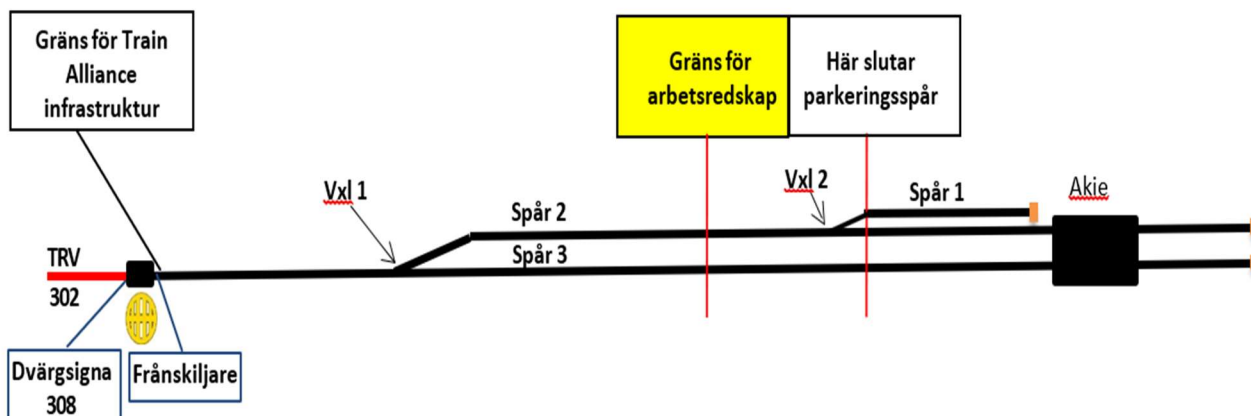 Gräns för Train
Alliance
infrastruktur
Gräns för
arbetsredskap
Här slutar
parkeringsspår
Vxl 1
Spår 2
Vxl 2
Spår 1
Akie
TRV
302
Spår 3
Dvärgsigna
308
Frånskiljare